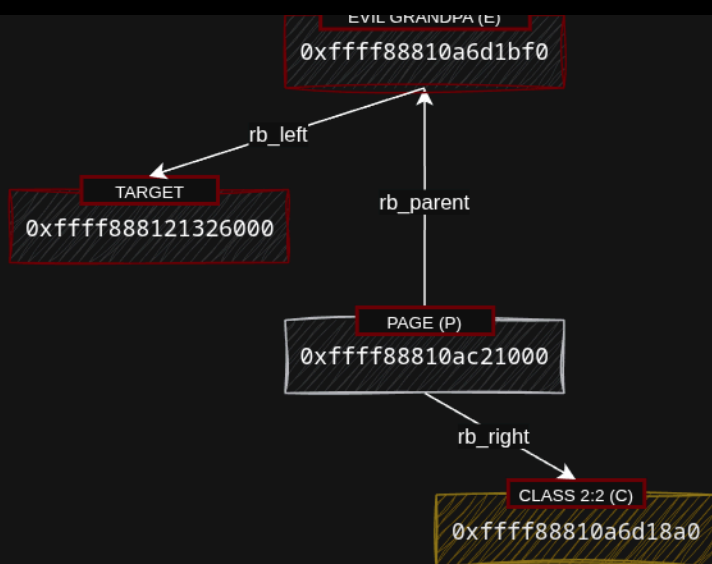 EVIL GRANDPA (E)
0xffff88810a6d1bf0
rb_left
TARGET
0xffff888121326000
rb_parent
PAGE (P)
0xffff88810ac21000
rb_right
CLASS 2:2 (C)
0xffff88810a6d18a0